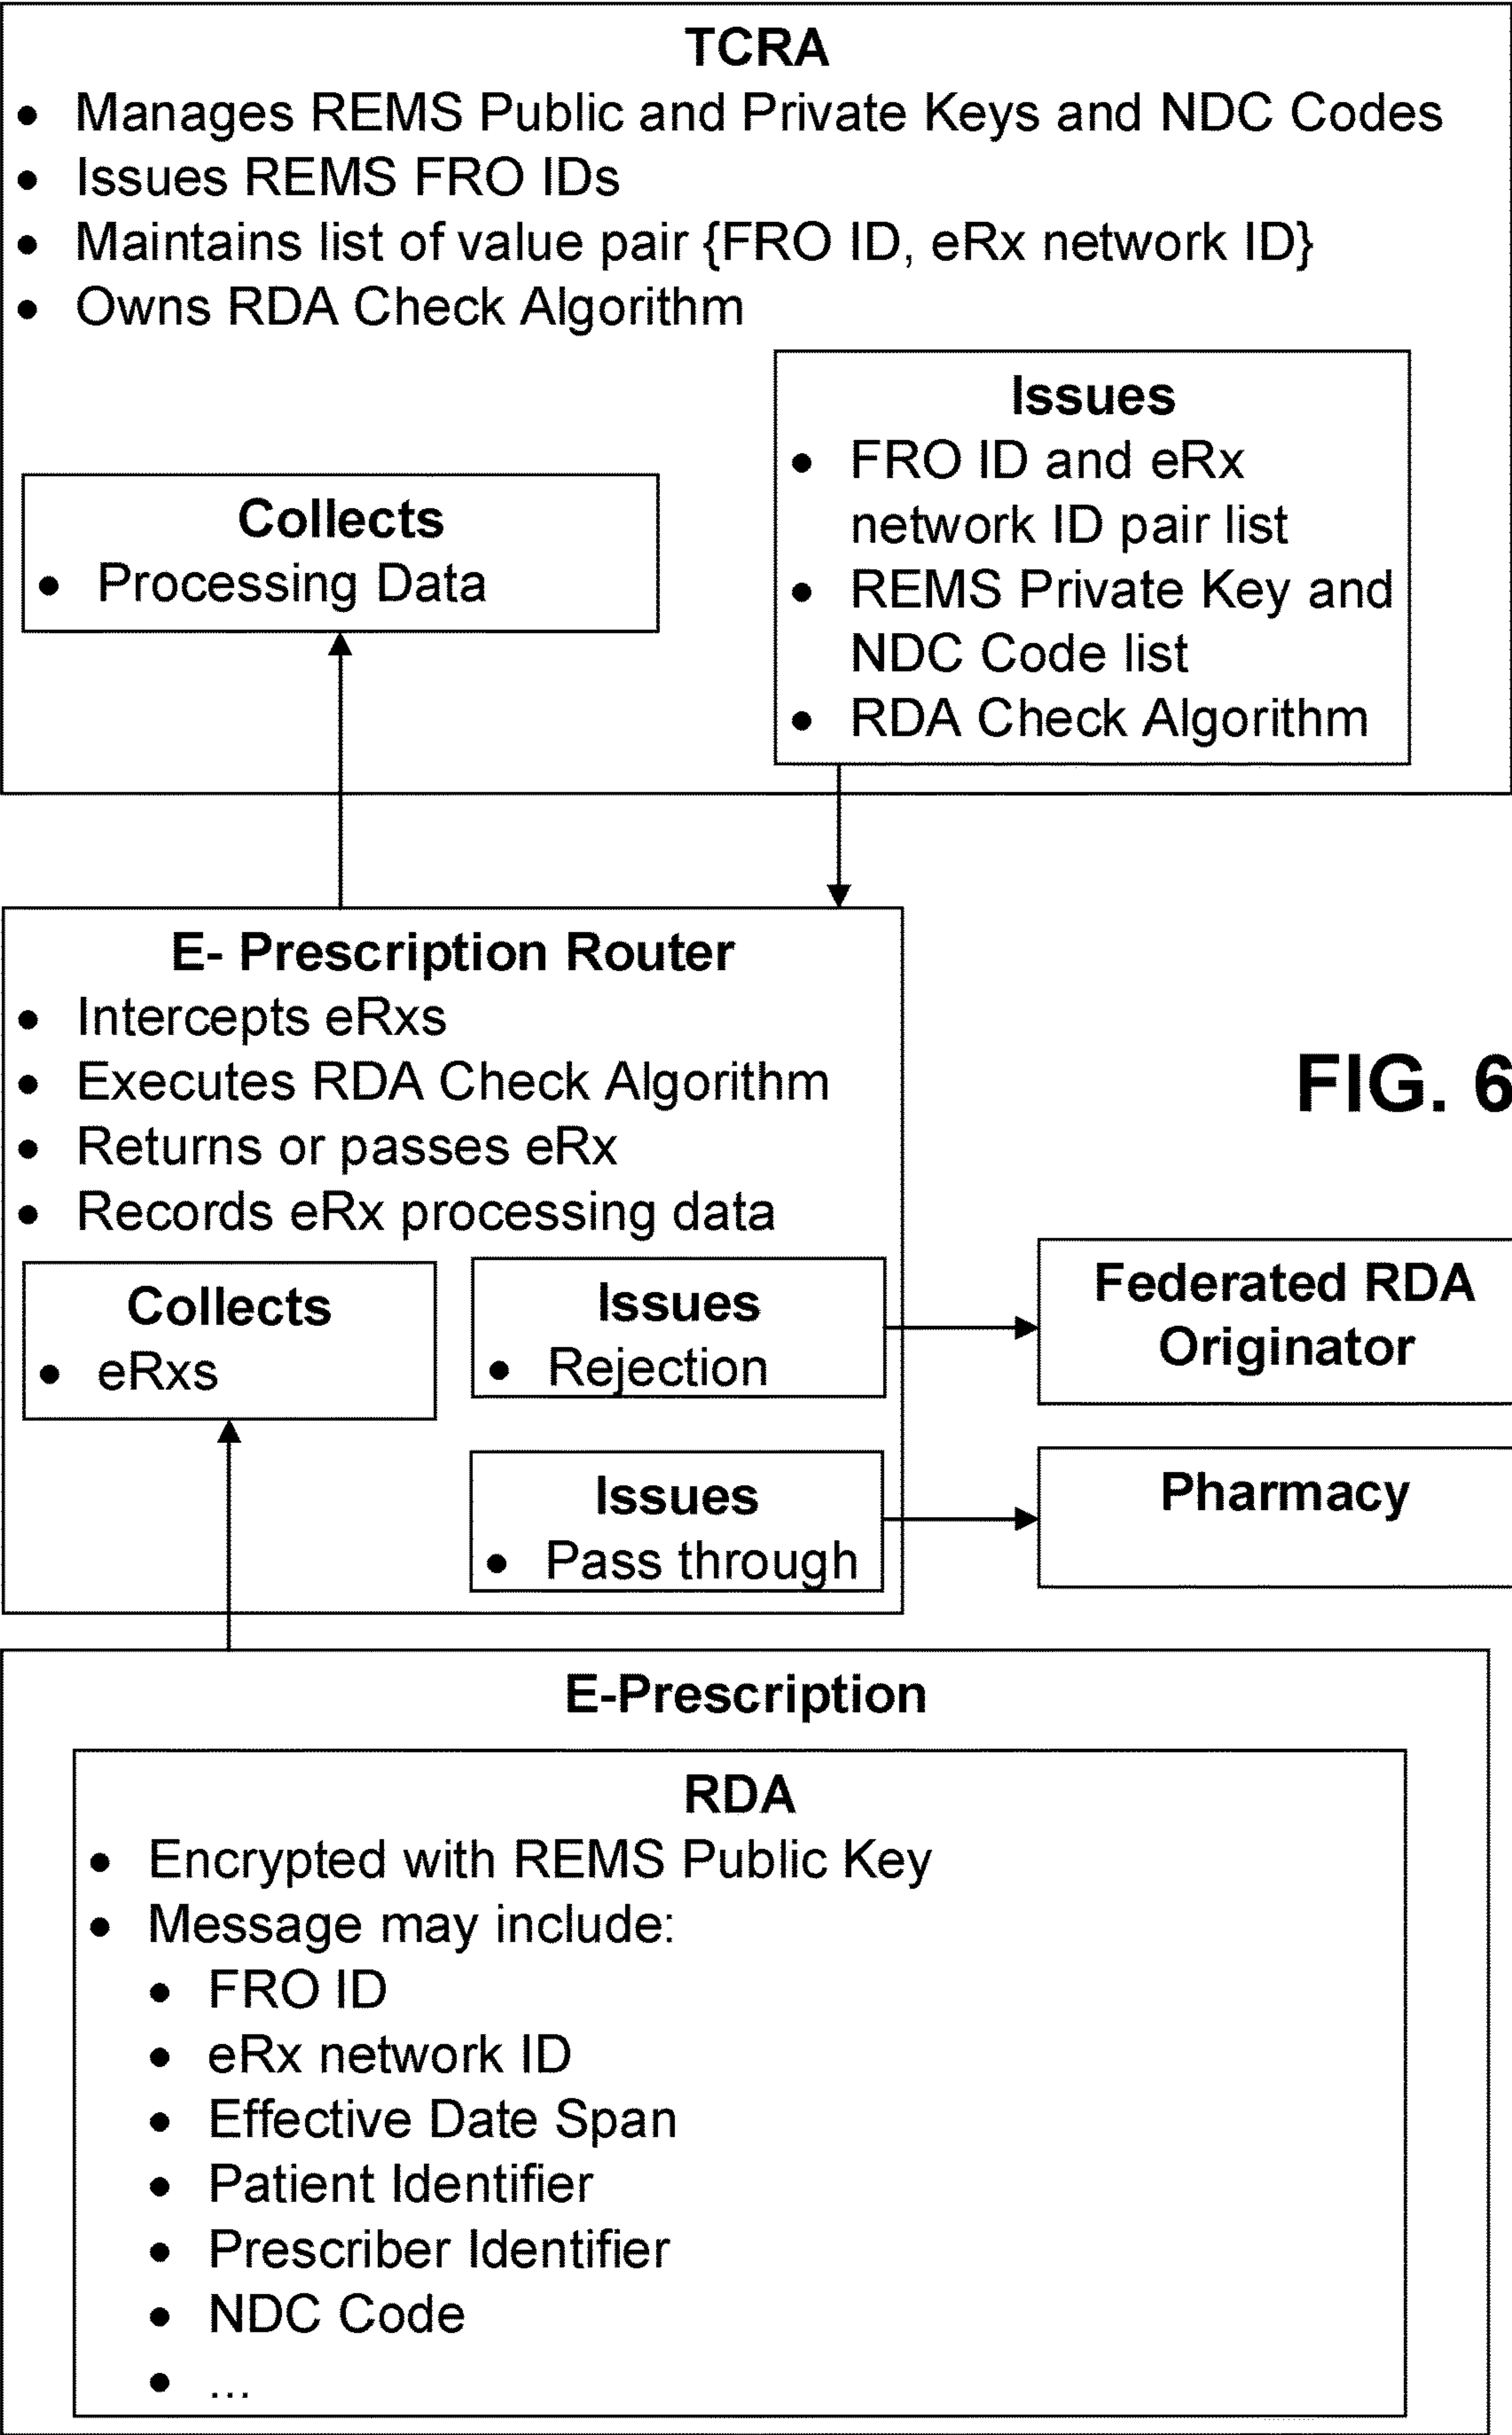 TCRA
• Manages REMS Public and Private Keys and NDC Codes
• Issues REMS FRO IDs
• Maintains list of value pair {FRO ID, eRx network ID}
• Owns RDA Check Algorithm
Issues
• FRO ID and eRx
network ID pair list
• REMS Private Key and
NDC Code list
• RDA Check Algorithm
Collects
• Processing Data
E- Prescription Router
• Intercepts eRxs
• Executes RDA Check Algorithm
• Returns or passes eRx
• Records eRx processing data
FIG. 6
Collects
• eRxs
Issues
• Rejection
Federated RDA
Originator
Issues
• Pass through
Pharmacy
E-Prescription
RDA
• Encrypted with REMS Public Key
• Message may include:
• FRO ID
• eRx network ID
• Effective Date Span
• Patient Identifier
• Prescriber Identifier
• NDC Code
• ...